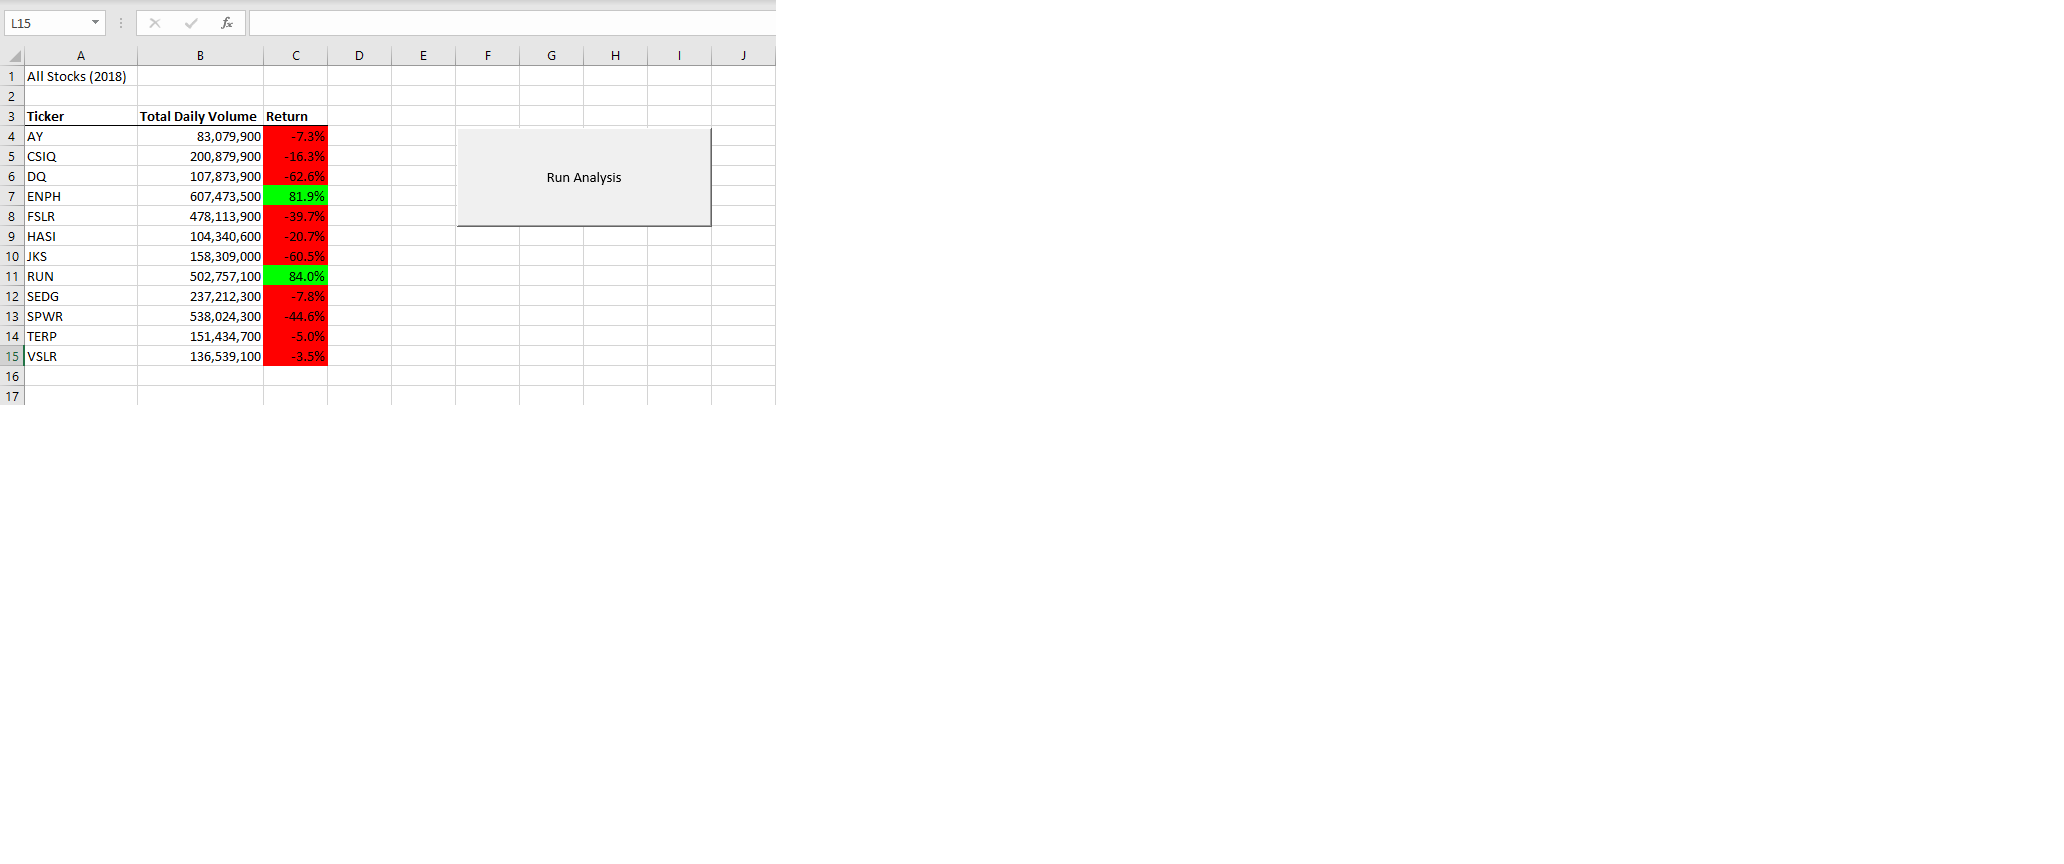 L15 fx
A B C D E F G H I J
1 All Stocks (2018)
2
3 Ticker Total Daily Volume Return
4 AY 83,079,900 -7.3%
5 CSIQ 200,879,900 -16.3%
6 DQ 107,873,900 -62.6% Run Analysis
7 ENPH 607,473,500 81.9%
8 FSLR 478,113,900 -39.7%
9 HASI 104,340,600 -20.7%
10 JKS 158,309,000 -60.5%
11 RUN 502,757,100 84.0%
12 SEDG 237,212,300 -7.8%
13 SPWR 538,024,300 -44.6%
14 TERP 151,434,700 -5.0%
15 VSLR 136,539,100 -3.5%
16
17